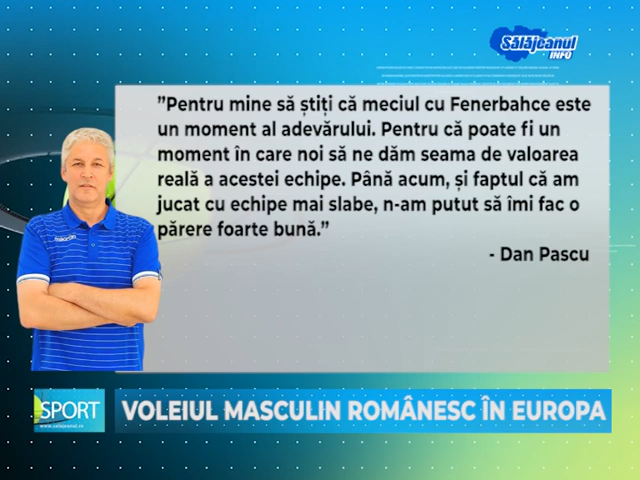 Sălăjeanul
INFO
”Pentru mine să știți că meciul cu Fenerbahce este
un moment al adevărului. Pentru că poate fi un
moment în care noi să ne dăm seama de valoarea
reală a acestei echipe. Până acum, și faptul că am
jucat cu echipe mai slabe, n-am putut să îmi fac o
părere foarte bună.”
- Dan Pascu
SPORT
www.salajeanul.ro
VOLEIUL MASCULIN ROMÂNESC ÎN EUROPA